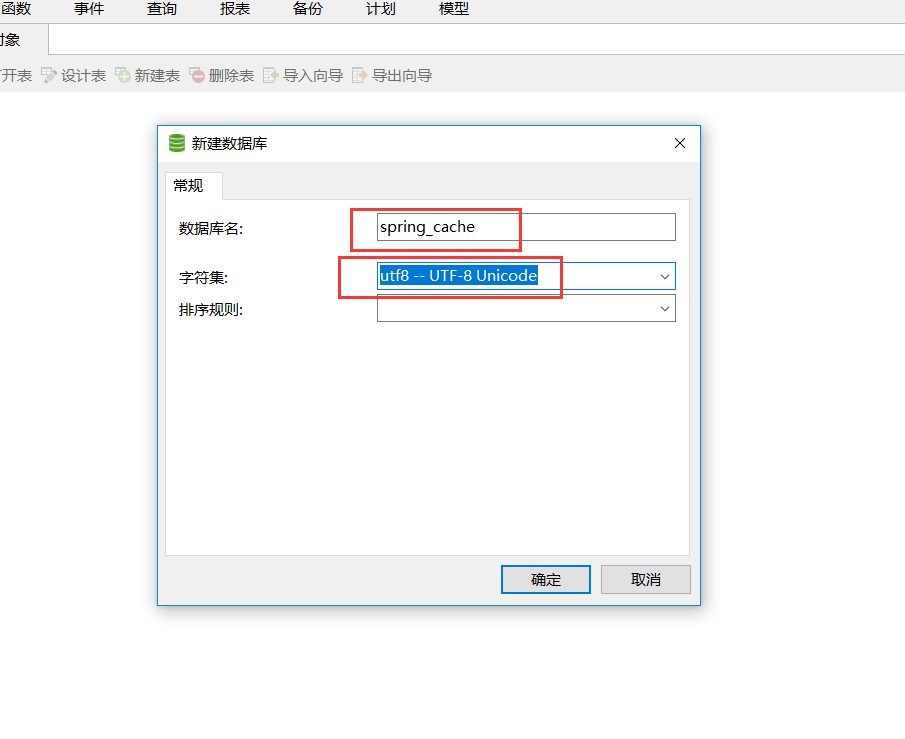 函数 事件 查询 报表 备份 计划 模型
对象
开表 设计表 新建表 删除表 导入向导 导出向导
新建数据库
常规
数据库名: spring_cache
字符集: utf8 -- UTF-8 Unicode
排序规则:
确定 取消